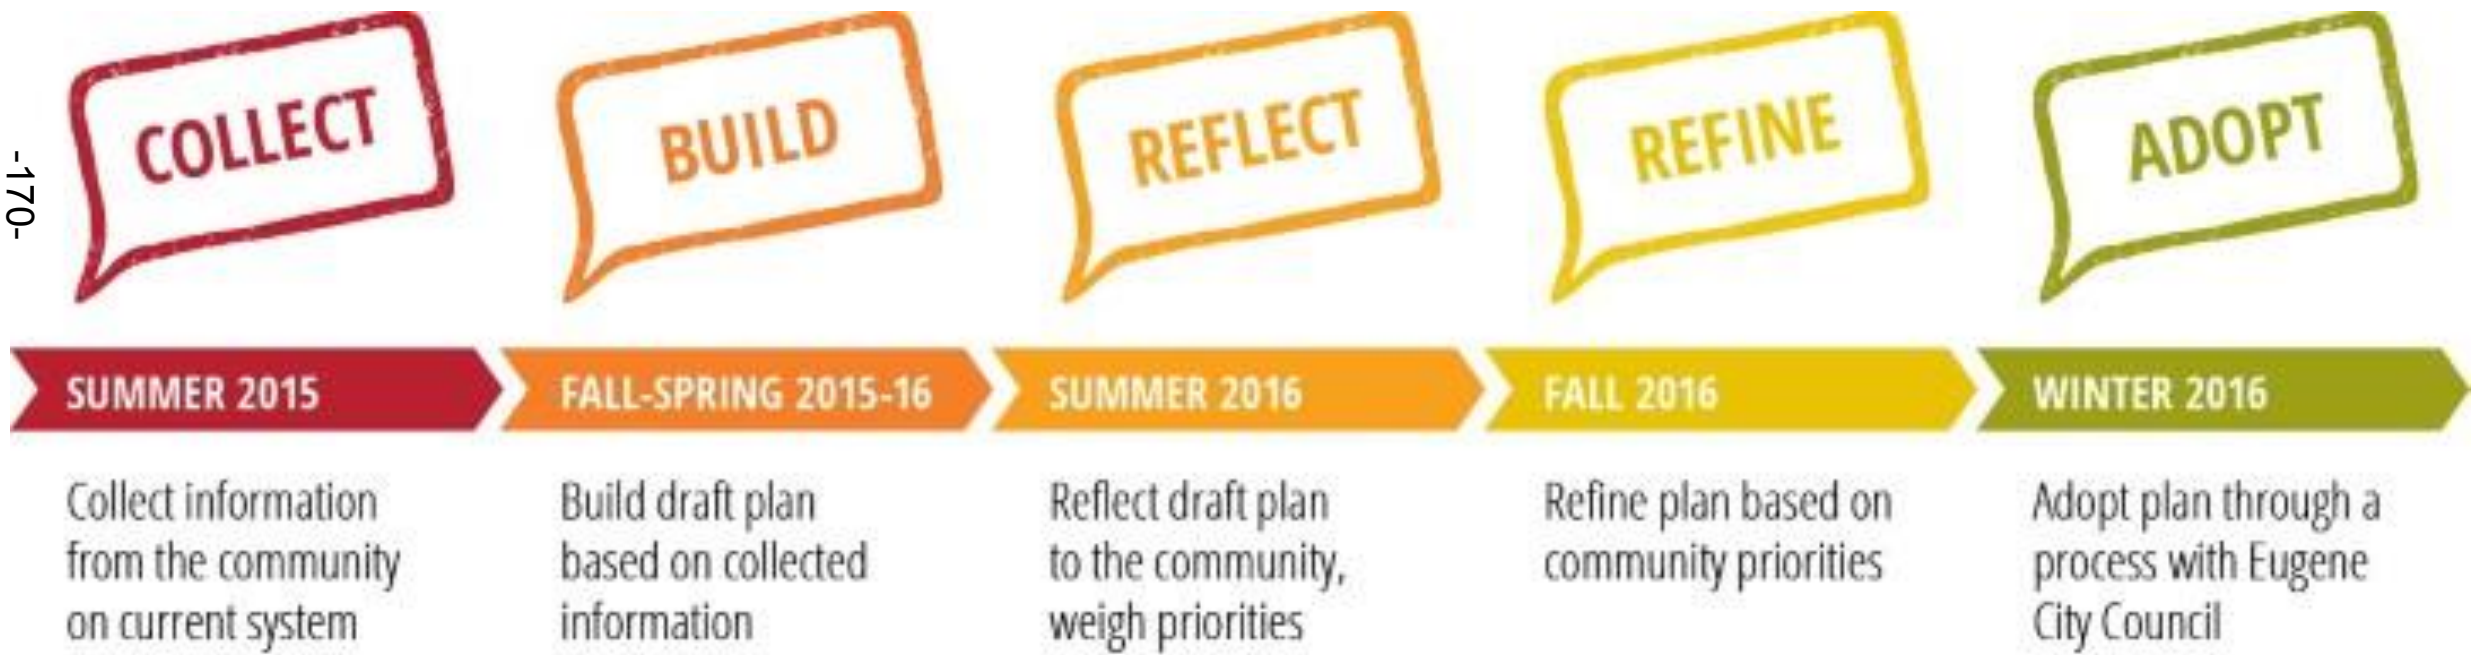 COLLECT
BUILD
REFLECT
REFINE
ADOPT
-170-
SUMMER 2015
FALL-SPRING 2015-16
SUMMER 2016
FALL 2016
WINTER 2016
Collect information
from the community
on current system
Build draft plan
based on collected
information
Reflect draft plan
to the community,
weigh priorities
Refine plan based on
community priorities
Adopt plan through a
process with Eugene
City Council